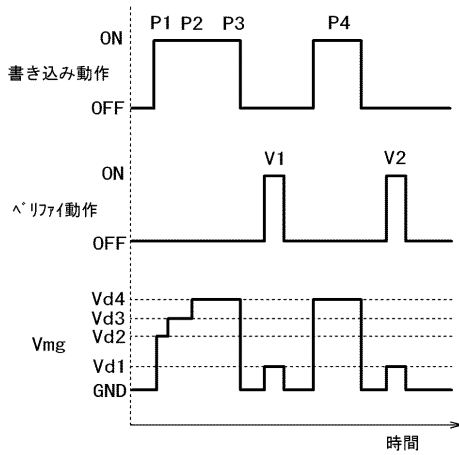 P1 P2 P3 P4
ON
書き込み動作
OFF
V1 V2
ON
ベリファイ動作
OFF
Vd4
Vd3
Vmg
Vd2
Vd1
GND
時間